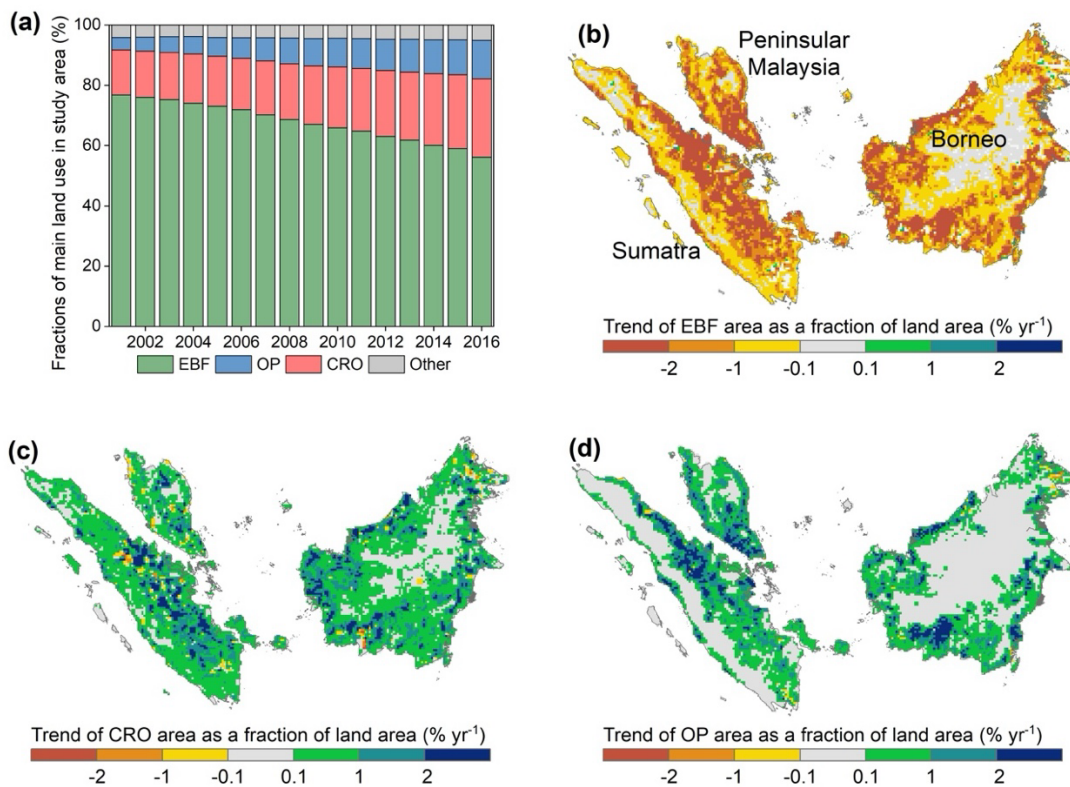 (a)
Fractions of main land use in study area (%)
100
80
60
40
20
0
2002 2004 2006 2008 2010 2012 2014 2016
EBF OP CRO Other
(b)
Peninsular
Malaysia
Borneo
Sumatra
Trend of EBF area as a fraction of land area (% yr⁻¹)
-2 -1 -0.1 0.1 1 2
(c)
Trend of CRO area as a fraction of land area (% yr⁻¹)
-2 -1 -0.1 0.1 1 2
(d)
Trend of OP area as a fraction of land area (% yr⁻¹)
-2 -1 -0.1 0.1 1 2